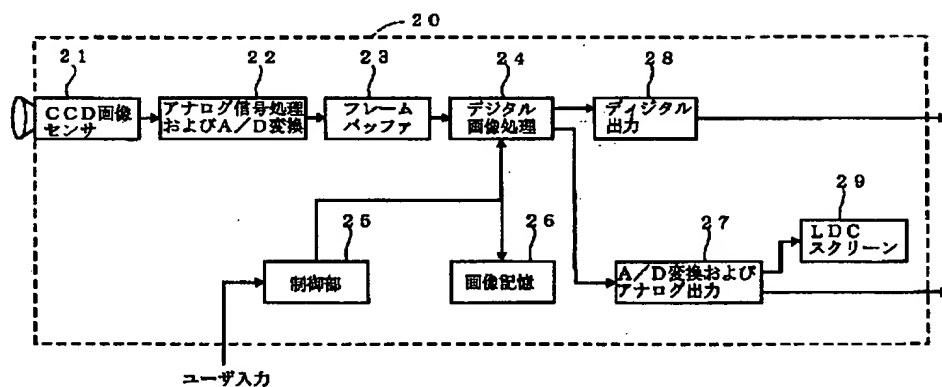 20
21
22
23
24
28
CCD画像
センサ
アナログ信号処理
およびA/D変換
フレーム
バッファ
デジタル
画像処理
ディジタル
出力
25
26
27
29
制御部
画像記憶
A/D変換および
アナログ出力
LDC
スクリーン
ユーザ入力